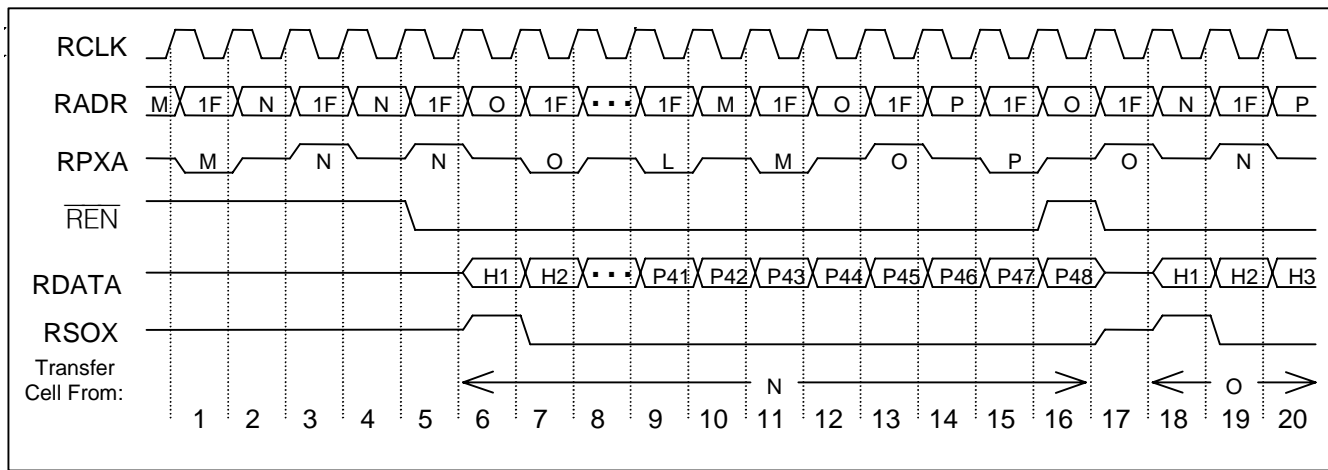 RCLK
RADR M 1F N 1F N 1F O 1F ··· 1F M 1F O 1F P 1F O 1F N 1F P
RPXA M N N O L M O P O N
REN
RDATA H1 H2 ··· P41 P42 P43 P44 P45 P46 P47 P48 H1 H2 H3
RSOX
Transfer
Cell From: N O
1 2 3 4 5 6 7 8 9 10 11 12 13 14 15 16 17 18 19 20